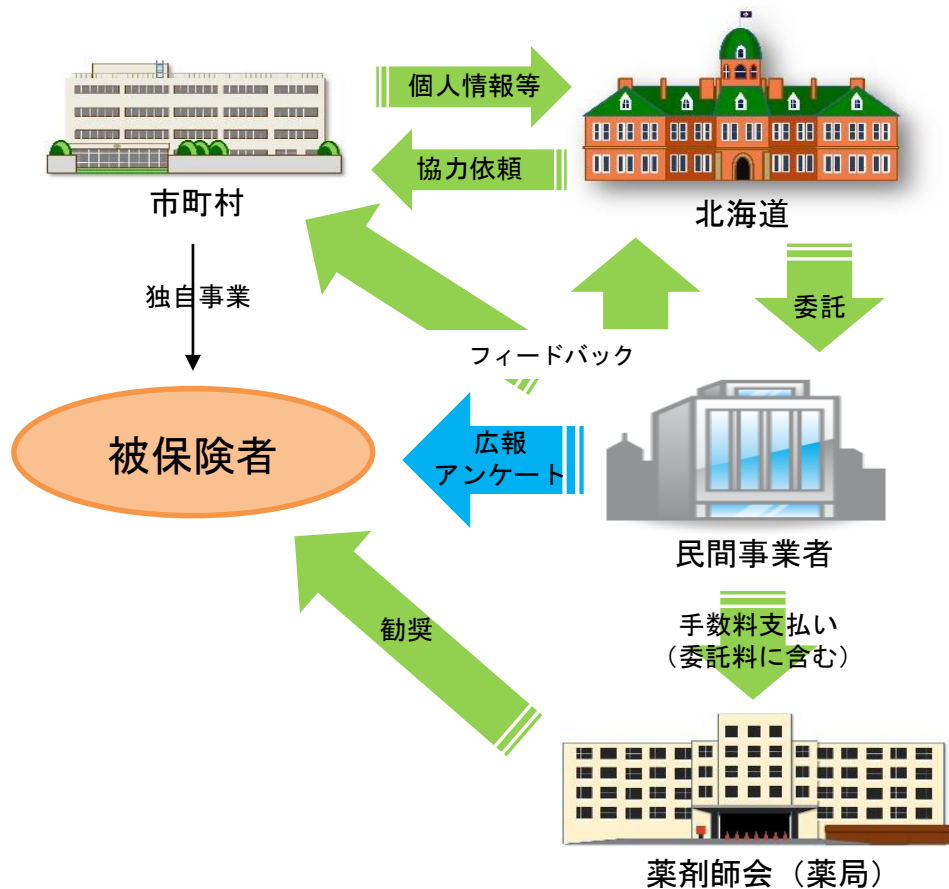 個人情報等
協力依頼
市町村
北海道
独自事業
委託
フィードバック
被保険者
広報
アンケート
民間事業者
勧奨
手数料支払い
（委託料に含む）
薬剤師会（薬局）